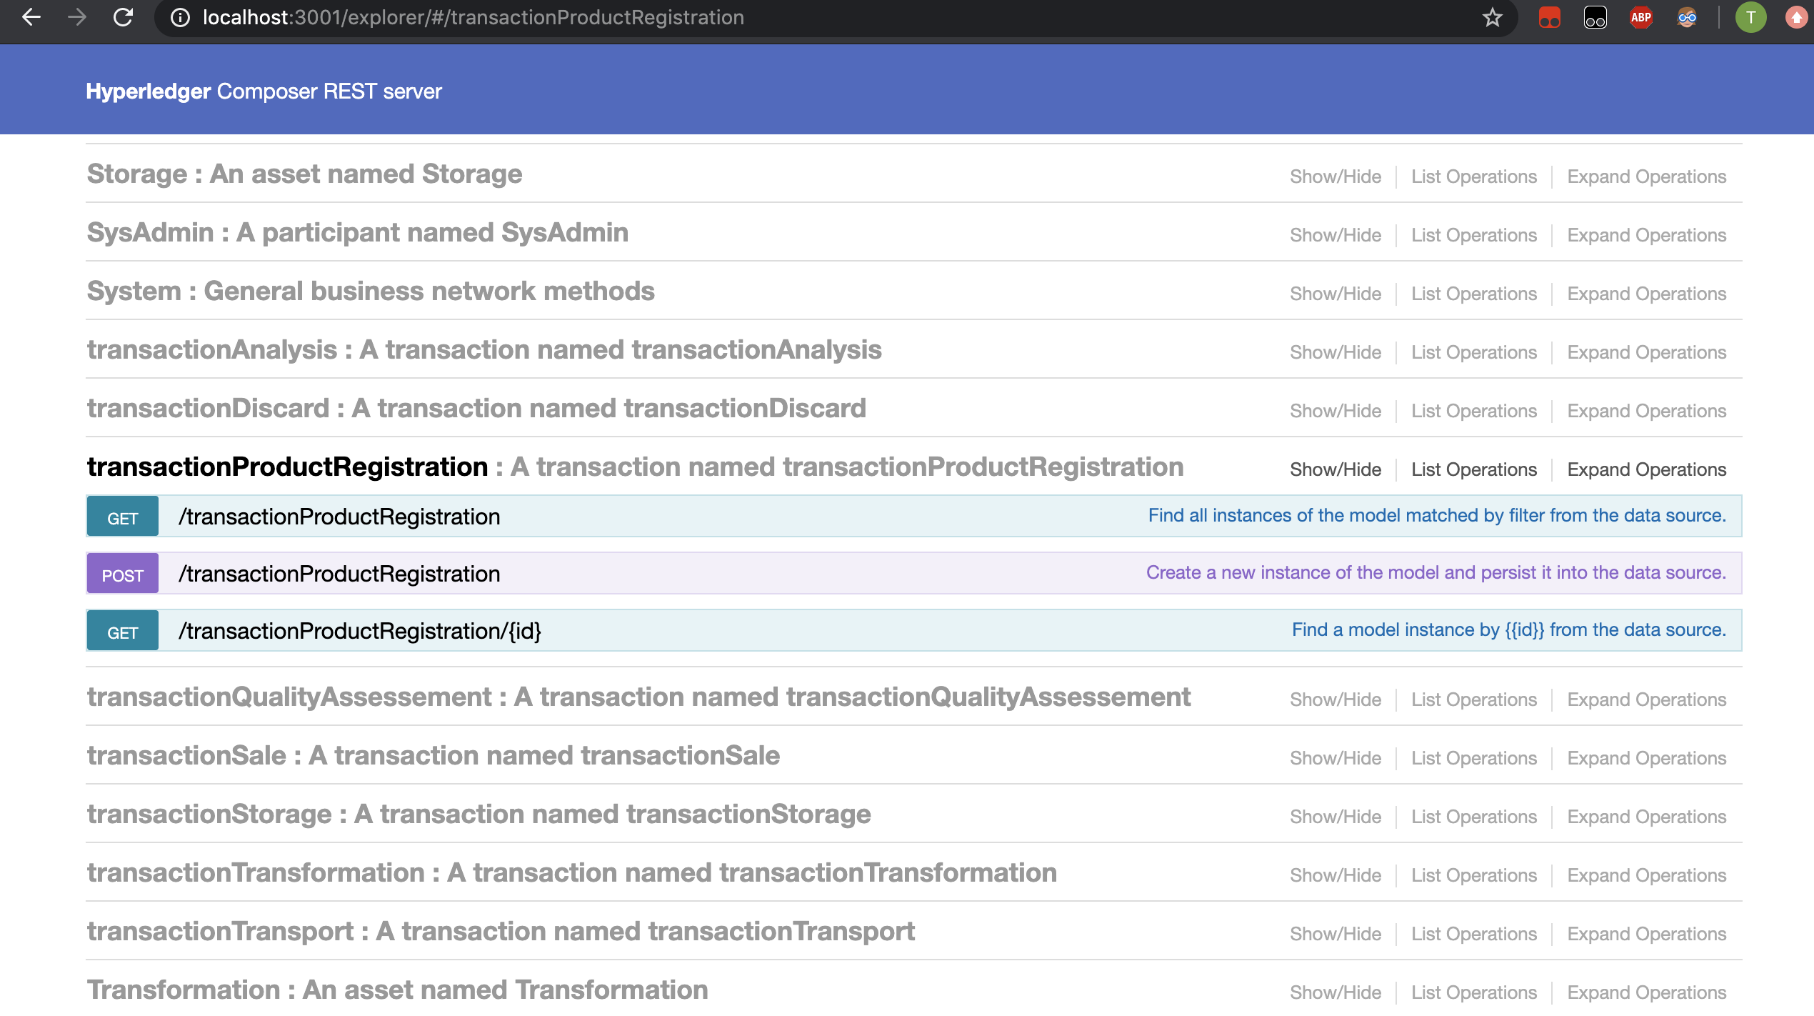 localhost:3001/explorer/#/transactionProductRegistration
ABP
T
Hyperledger Composer REST server
Storage : An asset named Storage Show/Hide List Operations Expand Operations
SysAdmin : A participant named SysAdmin Show/Hide List Operations Expand Operations
System : General business network methods Show/Hide List Operations Expand Operations
transactionAnalysis : A transaction named transactionAnalysis Show/Hide List Operations Expand Operations
transactionDiscard : A transaction named transactionDiscard Show/Hide List Operations Expand Operations
transactionProductRegistration : A transaction named transactionProductRegistration Show/Hide List Operations Expand Operations
GET /transactionProductRegistration Find all instances of the model matched by filter from the data source.
POST /transactionProductRegistration Create a new instance of the model and persist it into the data source.
GET /transactionProductRegistration/{id} Find a model instance by {{id}} from the data source.
transactionQualityAssessement : A transaction named transactionQualityAssessement Show/Hide List Operations Expand Operations
transactionSale : A transaction named transactionSale Show/Hide List Operations Expand Operations
transactionStorage : A transaction named transactionStorage Show/Hide List Operations Expand Operations
transactionTransformation : A transaction named transactionTransformation Show/Hide List Operations Expand Operations
transactionTransport : A transaction named transactionTransport Show/Hide List Operations Expand Operations
Transformation : An asset named Transformation Show/Hide List Operations Expand Operations